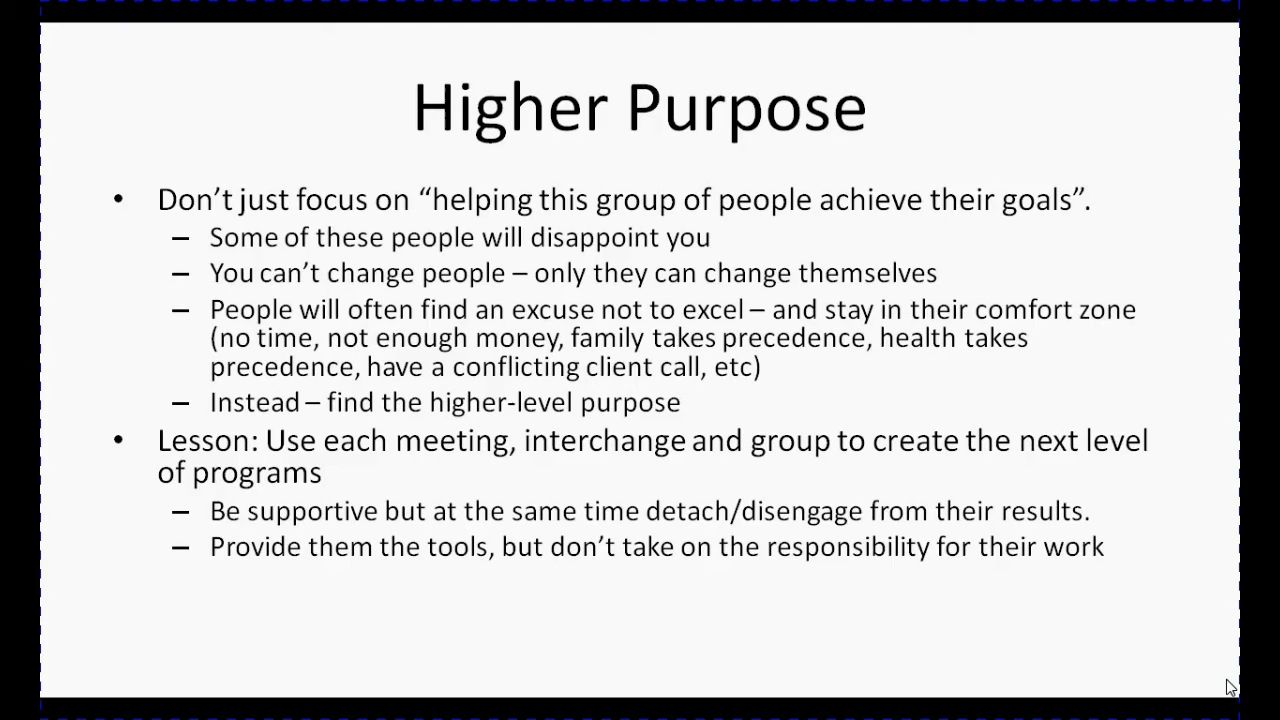 Higher Purpose
• Don’t just focus on “helping this group of people achieve their goals”.
– Some of these people will disappoint you
– You can’t change people – only they can change themselves
– People will often find an excuse not to excel – and stay in their comfort zone
(no time, not enough money, family takes precedence, health takes
precedence, have a conflicting client call, etc)
– Instead – find the higher-level purpose
• Lesson: Use each meeting, interchange and group to create the next level
of programs
– Be supportive but at the same time detach/disengage from their results.
– Provide them the tools, but don’t take on the responsibility for their work